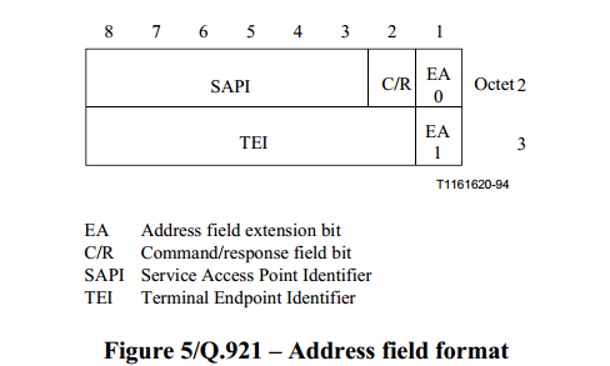 8 7 6 5 4 3 2 1
SAPI C/R EA 0 Octet 2
TEI EA 1 3
T1161620-94
EA Address field extension bit
C/R Command/response field bit
SAPI Service Access Point Identifier
TEI Terminal Endpoint Identifier
Figure 5/Q.921 – Address field format